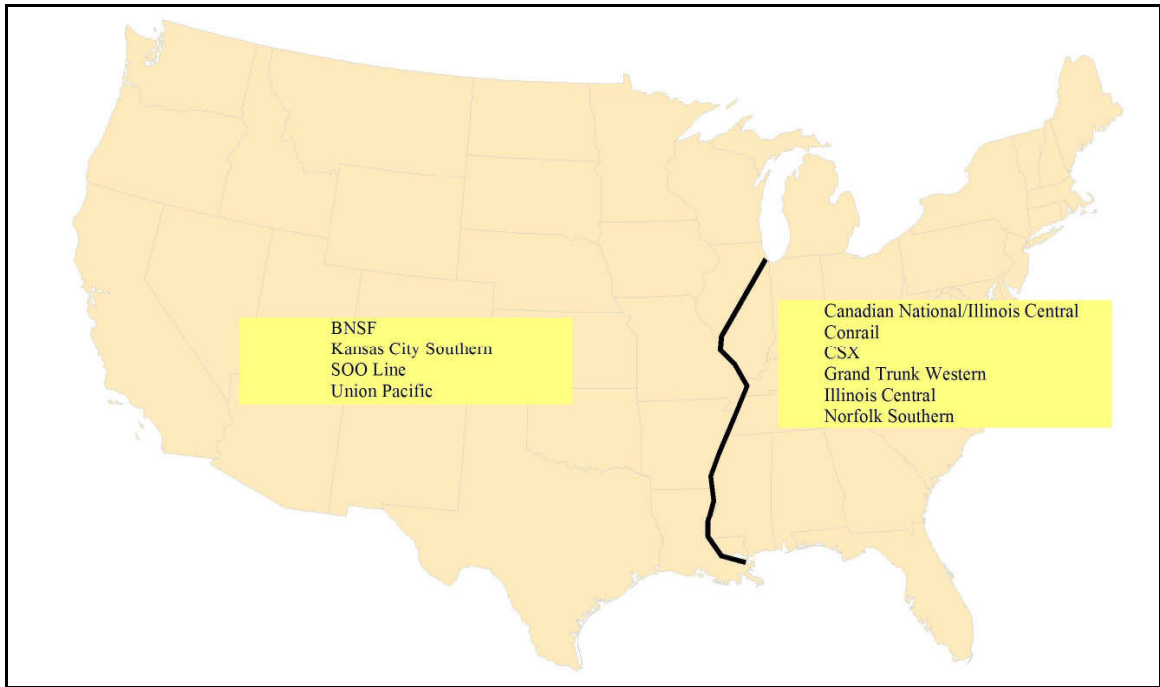 BNSF
Kansas City Southern
SOO Line
Union Pacific
Canadian National/Illinois Central
Conrail
CSX
Grand Trunk Western
Illinois Central
Norfolk Southern